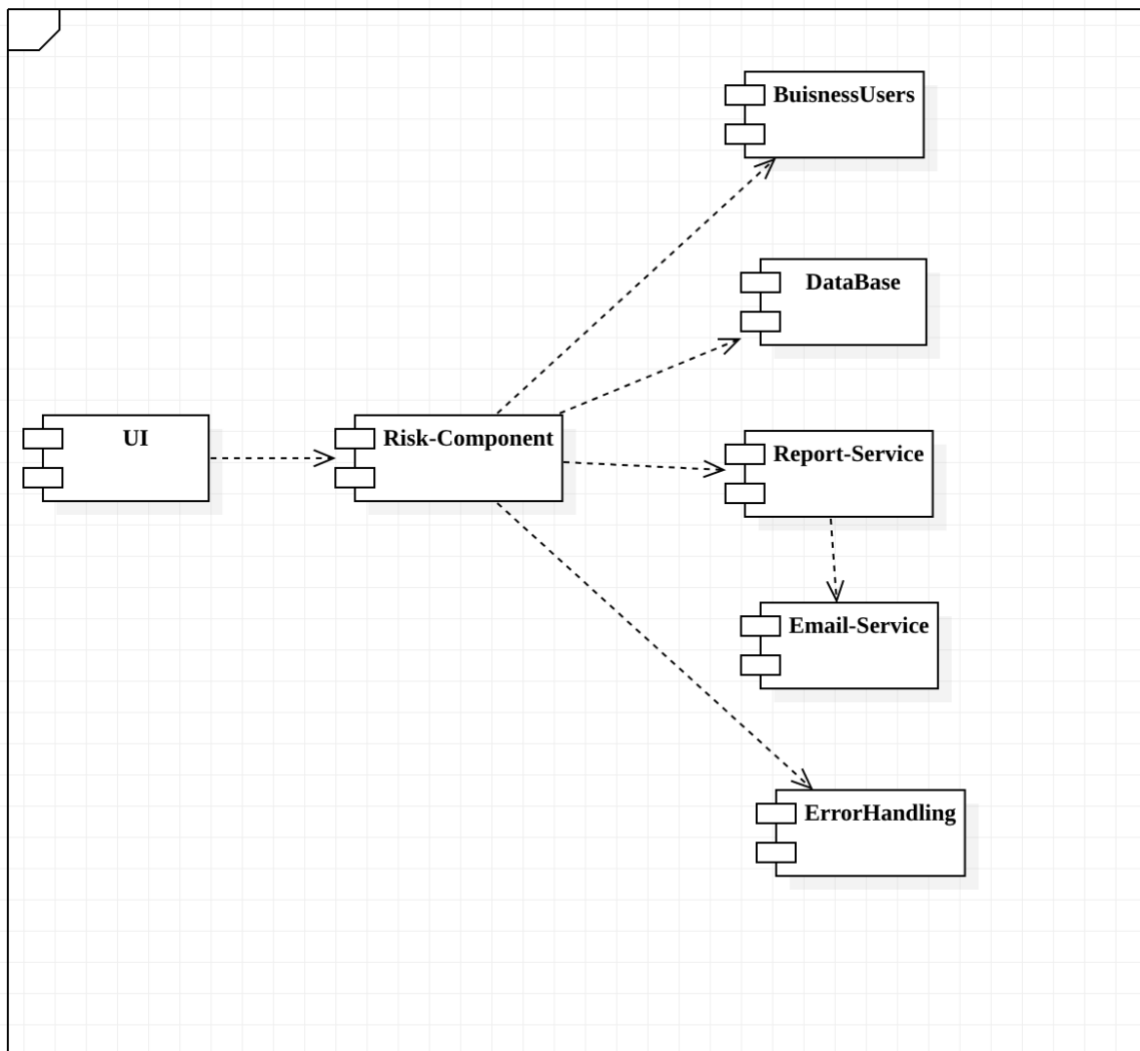 BuisnessUsers
DataBase
UI
Risk-Component
Report-Service
Email-Service
ErrorHandling